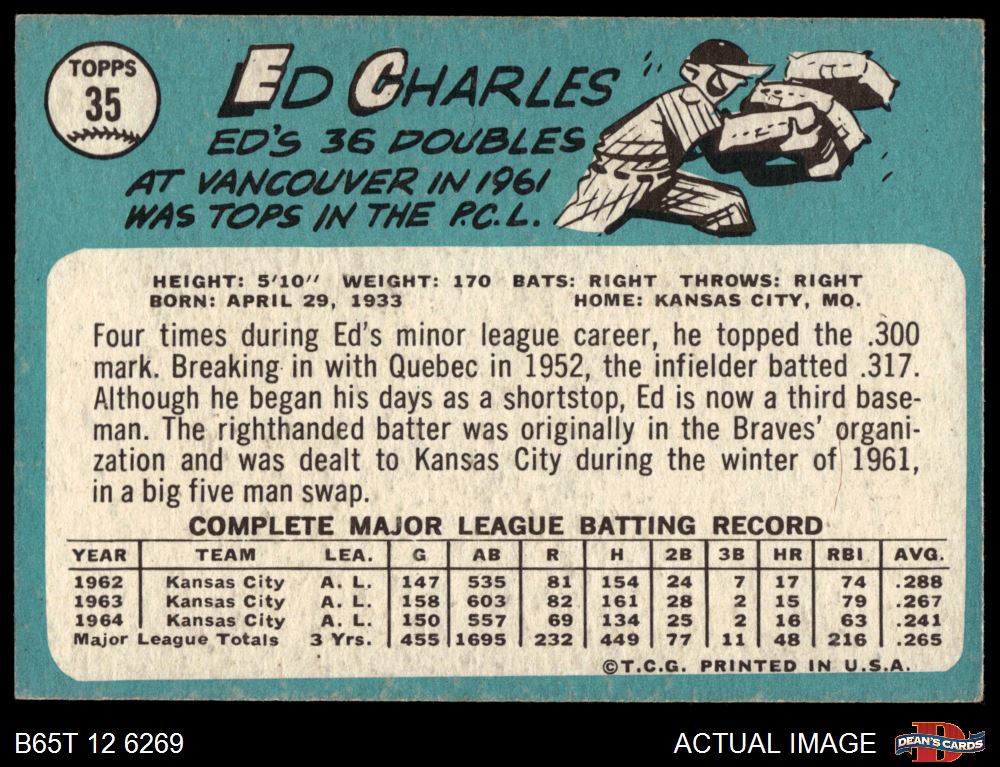 TOPPS
35
ED CHARLES
ED'S 36 DOUBLES
AT VANCOUVER IN 1961
WAS TOPS IN THE P.C.L.
HEIGHT: 5'10" WEIGHT: 170 BATS: RIGHT THROWS: RIGHT
BORN: APRIL 29, 1933 HOME: KANSAS CITY, MO.
Four times during Ed's minor league career, he topped the .300
mark. Breaking in with Quebec in 1952, the infielder batted .317.
Although he began his days as a shortstop, Ed is now a third base-
man. The righthanded batter was originally in the Braves' organi-
zation and was dealt to Kansas City during the winter of 1961,
in a big five man swap.
COMPLETE MAJOR LEAGUE BATTING RECORD
YEAR TEAM LEA. G AB R H 2B 3B HR RBI AVG.
1962 Kansas City A. L. 147 535 81 154 24 7 17 74 .288
1963 Kansas City A. L. 158 603 82 161 28 2 15 79 .267
1964 Kansas City A. L. 150 557 69 134 25 2 16 63 .241
Major League Totals 3 Yrs. 455 1695 232 449 77 11 48 216 .265
©T.C.G. PRINTED IN U.S.A.
B65T 12 6269 ACTUAL IMAGE DEAN'S CARDS